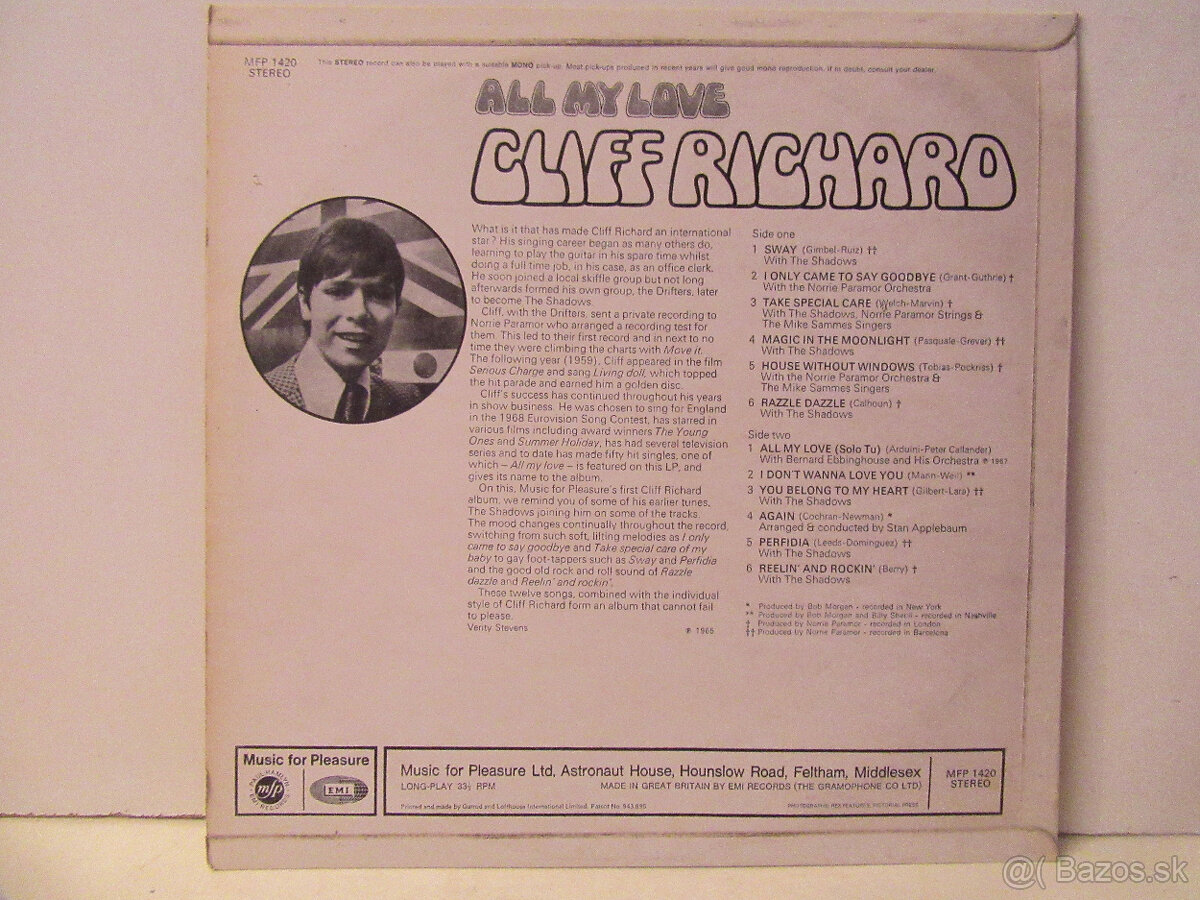 MFP 1420
STEREO
This STEREO record can also be played with a suitable MONO pick-up. Most pick-ups produced in recent years will give good mono reproduction. If in doubt, consult your dealer.
ALL MY LOVE
CLIFF RICHARD
What is it that has made Cliff Richard an international
star? His singing career began as many others do,
learning to play the guitar in his spare time whilst
doing a full time job, in his case, as an office clerk.
He soon joined a local skiffle group but not long
afterwards formed his own group, the Drifters, later
to become The Shadows.
Cliff, with the Drifters, sent a private recording to
Norrie Paramor who arranged a recording test for
them. This led to their first record and in next to no
time they were climbing the charts with Move it.
The following year (1959), Cliff appeared in the film
Serious Charge and sang Living doll, which topped
the hit parade and earned him a golden disc.
Cliff's success has continued throughout his years
in show business. He was chosen to sing for England
in the 1968 Eurovision Song Contest, has starred in
various films including award winners The Young
Ones and Summer Holiday, has had several television
series and to date has made fifty hit singles, one of
which – All my love – is featured on this LP, and
gives its name to the album.
On this, Music for Pleasure's first Cliff Richard
album, we remind you of some of his earlier tunes,
The Shadows joining him on some of the tracks.
The mood changes continually throughout the record,
switching from such soft, lilting melodies as I only
came to say goodbye and Take special care of my
baby to gay foot-tappers such as Sway and Perfidia
and the good old rock and roll sound of Razzle
dazzle and Reelin' and rockin'.
These twelve songs, combined with the individual
style of Cliff Richard form an album that cannot fail
to please.
Verity Stevens
℗ 1965
Side one
1 SWAY (Gimbel-Ruiz) ††
With The Shadows
2 I ONLY CAME TO SAY GOODBYE (Grant-Guthrie) †
With the Norrie Paramor Orchestra
3 TAKE SPECIAL CARE (Welch-Marvin) †
With The Shadows, Norrie Paramor Strings &
The Mike Sammes Singers
4 MAGIC IN THE MOONLIGHT (Pasquale-Grever) ††
With The Shadows
5 HOUSE WITHOUT WINDOWS (Tobias-Pockriss) †
With the Norrie Paramor Orchestra &
The Mike Sammes Singers
6 RAZZLE DAZZLE (Calhoun) †
With The Shadows
Side two
1 ALL MY LOVE (Solo Tu) (Arduini-Peter Callander)
With Bernard Ebbinghouse and His Orchestra ℗ 1967
2 I DON'T WANNA LOVE YOU (Mann-Weil) **
3 YOU BELONG TO MY HEART (Gilbert-Lara) ††
With The Shadows
4 AGAIN (Cochran-Newman) *
Arranged & conducted by Stan Applebaum
5 PERFIDIA (Leeds-Dominguez) ††
With The Shadows
6 REELIN' AND ROCKIN' (Berry) †
With The Shadows
* Produced by Bob Morgan - recorded in New York
** Produced by Bob Morgan and Billy Sherill - recorded in Nashville
† Produced by Norrie Paramor - recorded in London
†† Produced by Norrie Paramor - recorded in Barcelona
Music for Pleasure
PAUL HAMLYN
mfp
EMI RECORDS
EMI
Music for Pleasure Ltd, Astronaut House, Hounslow Road, Feltham, Middlesex
LONG-PLAY 33⅓ RPM
MADE IN GREAT BRITAIN BY EMI RECORDS (THE GRAMOPHONE CO LTD)
Printed and made by Garrod and Lofthouse International Limited. Patent No. 943,895
PHOTOGRAPHS: REX FEATURES, PICTORIAL PRESS
MFP 1420
STEREO
@( Bazos.sk